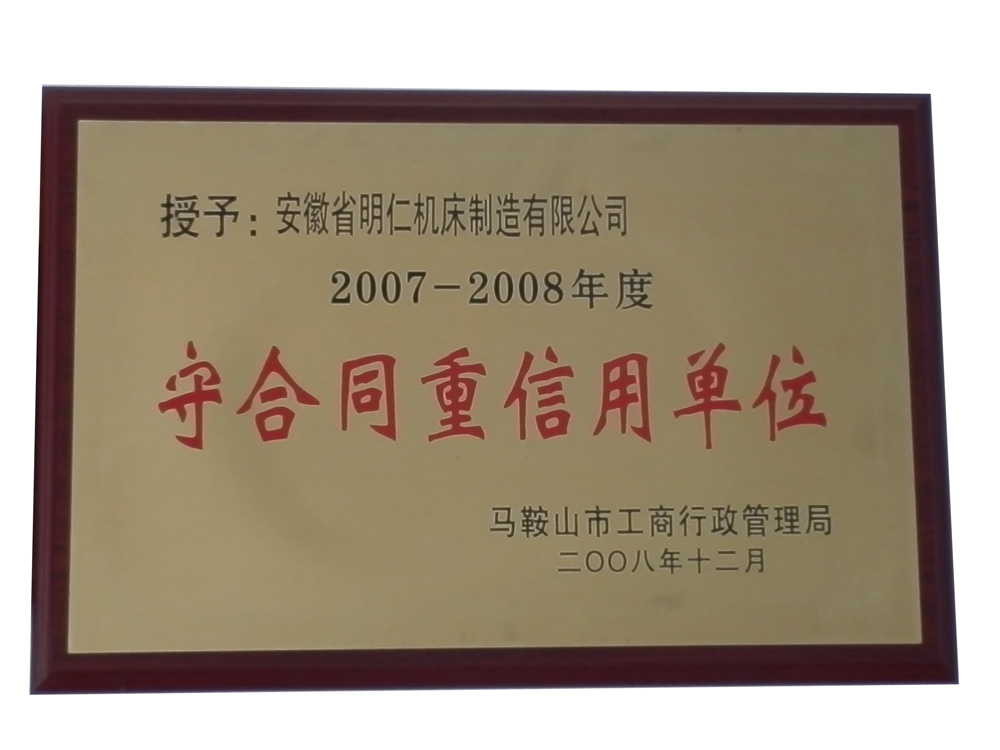 授予：安徽省明仁机床制造有限公司
2007－2008年度
守合同重信用单位
马鞍山市工商行政管理局
二〇〇八年十二月